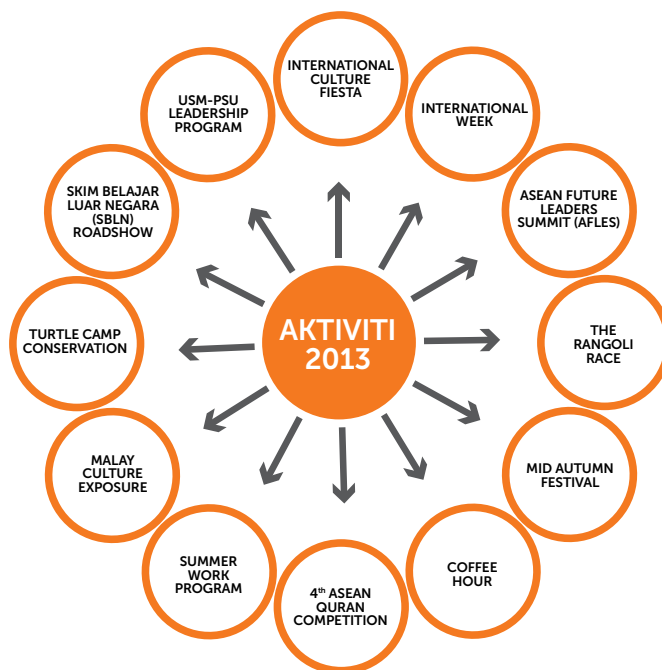 INTERNATIONAL
CULTURE
FIESTA
INTERNATIONAL
WEEK
ASEAN FUTURE
LEADERS
SUMMIT (AFLES)
THE
RANGOLI
RACE
MID AUTUMN
FESTIVAL
COFFEE
HOUR
4th ASEAN
QURAN
COMPETITION
SUMMER
WORK
PROGRAM
MALAY
CULTURE
EXPOSURE
TURTLE CAMP
CONSERVATION
SKIM BELAJAR
LUAR NEGARA
(SBLN)
ROADSHOW
USM-PSU
LEADERSHIP
PROGRAM
AKTIVITI
2013